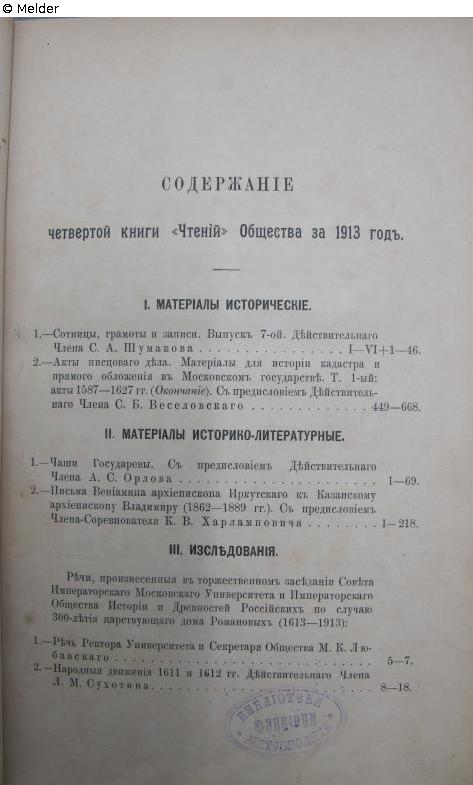 © Melder
СОДЕРЖАНІЕ
четвертой книги «Чтеній» Общества за 1913 годъ.
I. МАТЕРІАЛЫ ИСТОРИЧЕСКІЕ.
1.—Сотницы, грамоты и записи. Выпускъ 7-ой. Дѣйствительнаго
Члена С. А. Шумакова . . . . . . . . . . . . . I—VI+1—46.
2.—Акты писцоваго дѣла. Матеріалы для исторіи кадастра и
прямого обложенія въ Московскомъ государствѣ. Т. 1-ый:
акты 1587—1627 гг. (Окончаніе). Съ предисловіемъ Дѣйствитель-
наго Члена С. Б. Веселовскаго . . . . . . . . . . . 449—668.
II. МАТЕРІАЛЫ ИСТОРИКО-ЛИТЕРАТУРНЫЕ.
1.—Чаши Государевы. Съ предисловіемъ Дѣйствительнаго
Члена А. С. Орлова . . . . . . . . . . . . . . . . . 1—69.
2.—Письма Веніамина архіепископа Иркутскаго къ Казанскому
архіепископу Владимиру (1862—1889 гг.). Съ предисловіемъ
Члена-Соревнователя К. В. Харламповича . . . . . . . 1—218.
III. ИЗСЛѢДОВАНІЯ.
Рѣчи, произнесенныя въ торжественномъ засѣданіи Совѣта
Императорскаго Московскаго Университета и Императорскаго
Общества Исторіи и Древностей Россійскихъ по случаю
300-лѣтія царствующаго дома Романовыхъ (1613—1913):
1.—Рѣчь Ректора Университета и Секретаря Общества М. К. Лю-
бавскаго . . . . . . . . . . . . . . . . . . . . . . 5—7.
2.—Народныя движенія 1611 и 1612 гг. Дѣйствительнаго Члена
Л. М. Сухотина . . . . . . . . . . . . . . . . . . . 8—18.
БИБЛІОТЕКА